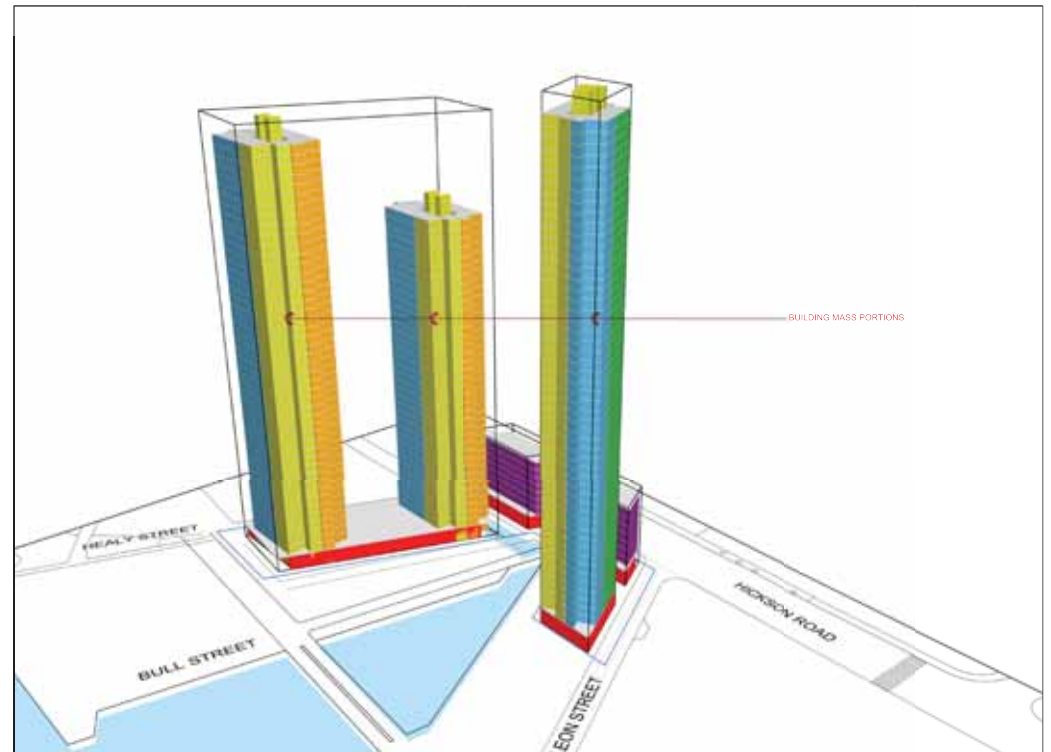 BUILDING MASS PORTIONS
HEALY STREET
HICKSON ROAD
BULL STREET
EON STREET